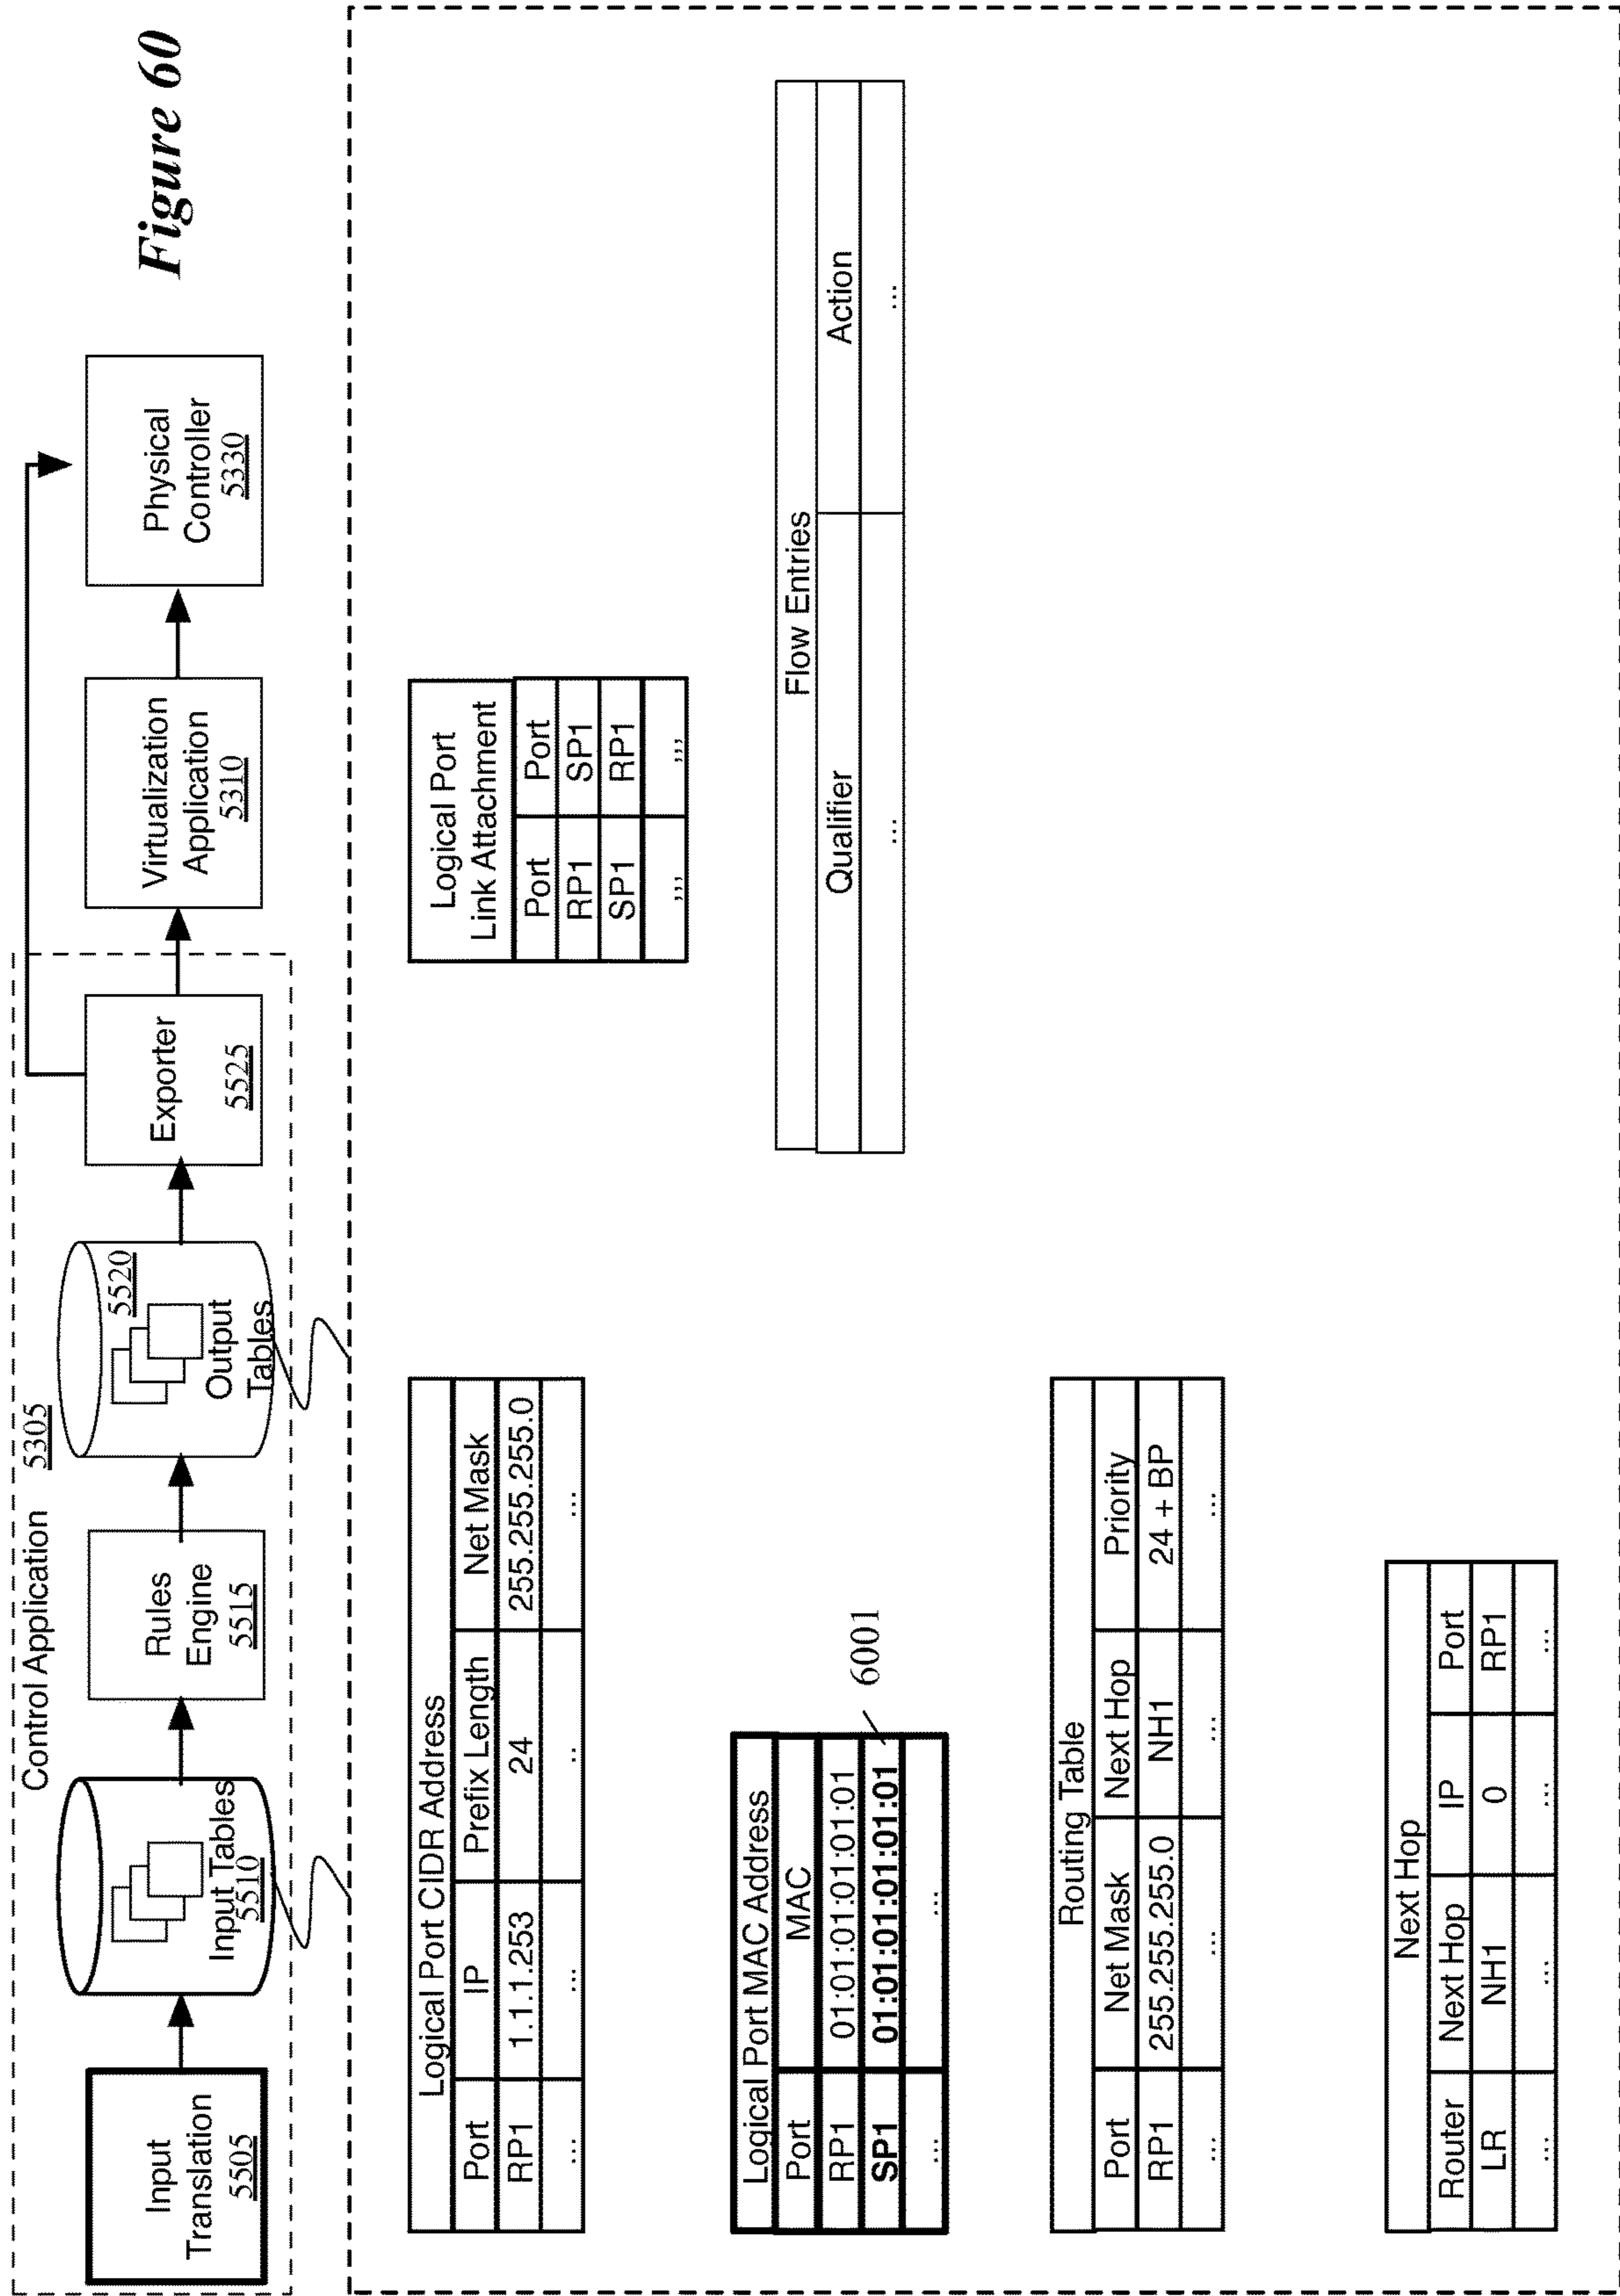 Control Application 5305
Input
Translation
5505
Input Tables
5510
Rules
Engine
5515
5520
Output
Tables
Exporter
5525
Virtualization
Application
5310
Physical
Controller
5330
Figure 60
Logical Port CIDR Address
Port IP Prefix Length Net Mask
RP1 1.1.1.253 24 255.255.255.0
... ... .. ...
Logical Port
Link Attachment
Port Port
RP1 SP1
SP1 RP1
,,, ,,,
Logical Port MAC Address
Port MAC
RP1 01:01:01:01:01:01
SP1 01:01:01:01:01:01
... ...
6001
Flow Entries
Qualifier Action
... ...
Routing Table
Port Net Mask Next Hop Priority
RP1 255.255.255.0 NH1 24 + BP
... ... ... ...
Next Hop
Router Next Hop IP Port
LR NH1 0 RP1
... ... ... ...